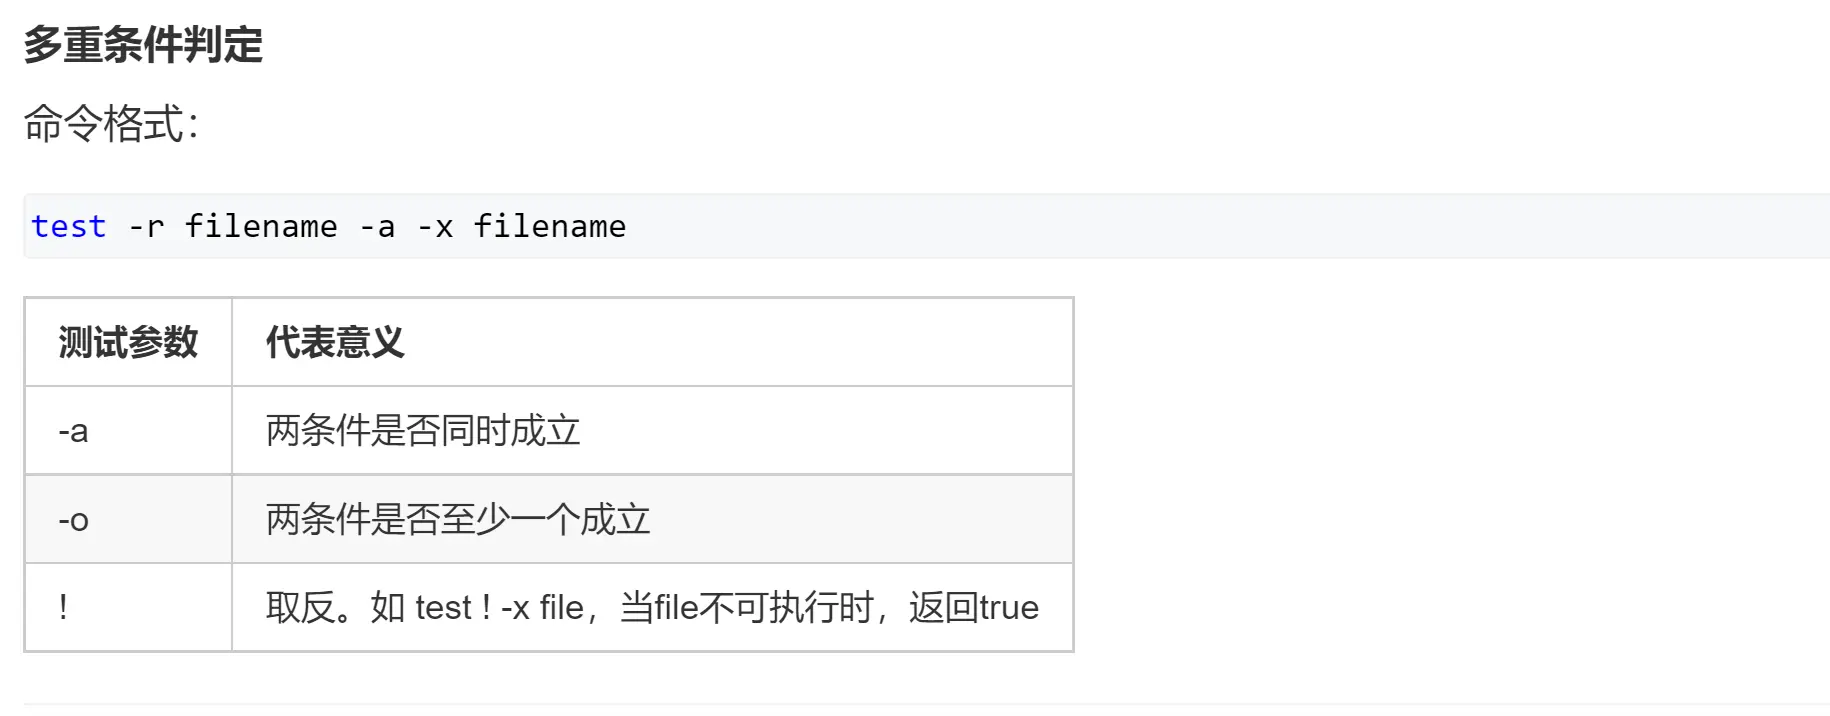 多重条件判定
命令格式：
test -r filename -a -x filename
测试参数 代表意义
-a 两条件是否同时成立
-o 两条件是否至少一个成立
! 取反。如 test ! -x file，当file不可执行时，返回true